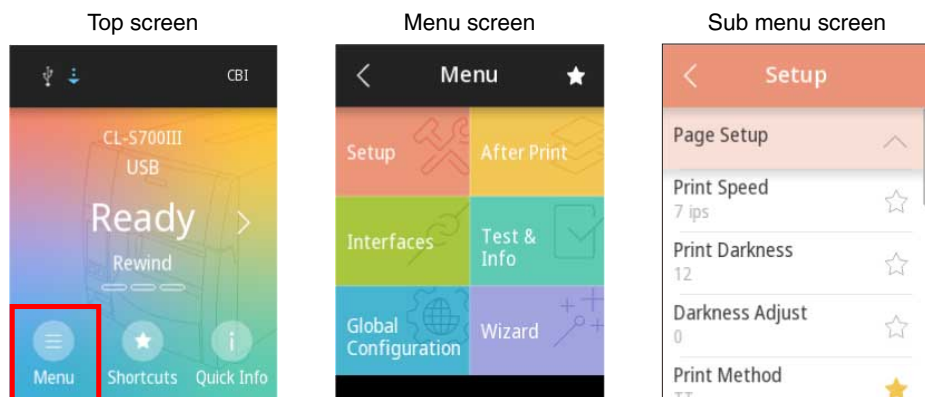 Top screen
CBI
CL-S700III
USB
Ready
Rewind
Menu
Shortcuts
Quick Info
Menu screen
Menu
Setup
After Print
Interfaces
Test &
Info
Global
Configuration
Wizard
Sub menu screen
Setup
Page Setup
Print Speed
7 ips
Print Darkness
12
Darkness Adjust
0
Print Method